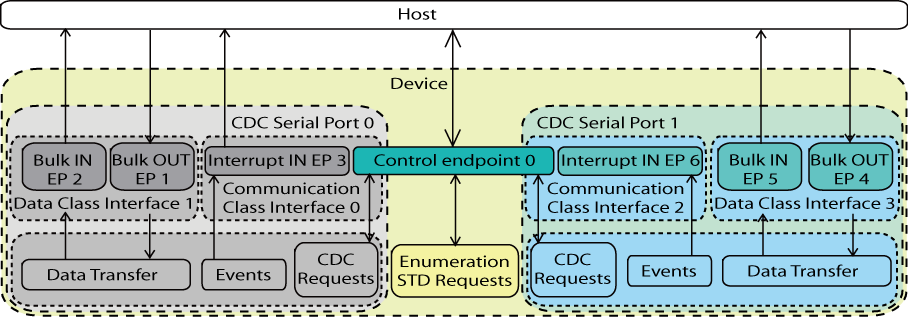 Host
Device
CDC Serial Port 0
CDC Serial Port 1
Bulk IN
EP 2
Bulk OUT
EP 1
Interrupt IN EP 3
Control endpoint 0
Interrupt IN EP 6
Bulk IN
EP 5
Bulk OUT
EP 4
Data Class Interface 1
Communication
Class Interface 0
Communication
Class Interface 2
Data Class Interface 3
Data Transfer
Events
CDC
Requests
Enumeration
STD Requests
CDC
Requests
Events
Data Transfer